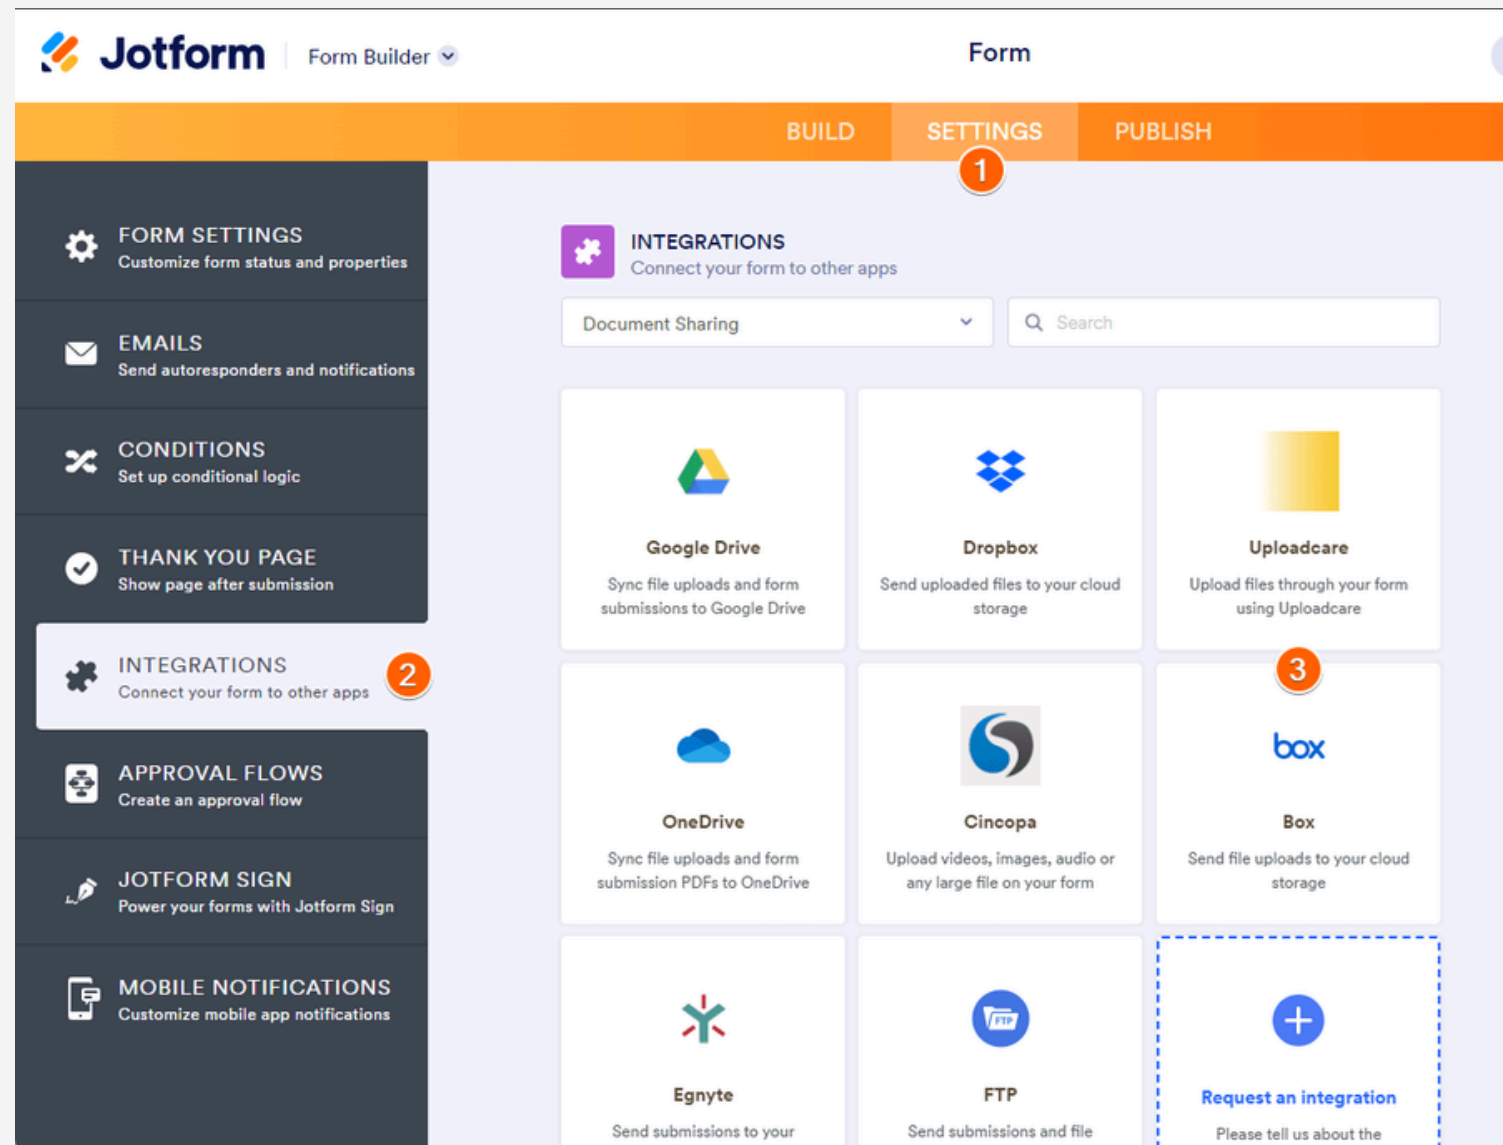 Jotform
Form Builder
Form
BUILD
SETTINGS
PUBLISH
1
FORM SETTINGS
Customize form status and properties
EMAILS
Send autoresponders and notifications
CONDITIONS
Set up conditional logic
THANK YOU PAGE
Show page after submission
INTEGRATIONS
Connect your form to other apps
2
APPROVAL FLOWS
Create an approval flow
JOTFORM SIGN
Power your forms with Jotform Sign
MOBILE NOTIFICATIONS
Customize mobile app notifications
INTEGRATIONS
Connect your form to other apps
Document Sharing
Search
Google Drive
Sync file uploads and form
submissions to Google Drive
Dropbox
Send uploaded files to your cloud
storage
Uploadcare
Upload files through your form
using Uploadcare
3
OneDrive
Sync file uploads and form
submission PDFs to OneDrive
Cincopa
Upload videos, images, audio or
any large file on your form
box
Box
Send file uploads to your cloud
storage
Egnyte
Send submissions to your
FTP
FTP
Send submissions and file
Request an integration
Please tell us about the